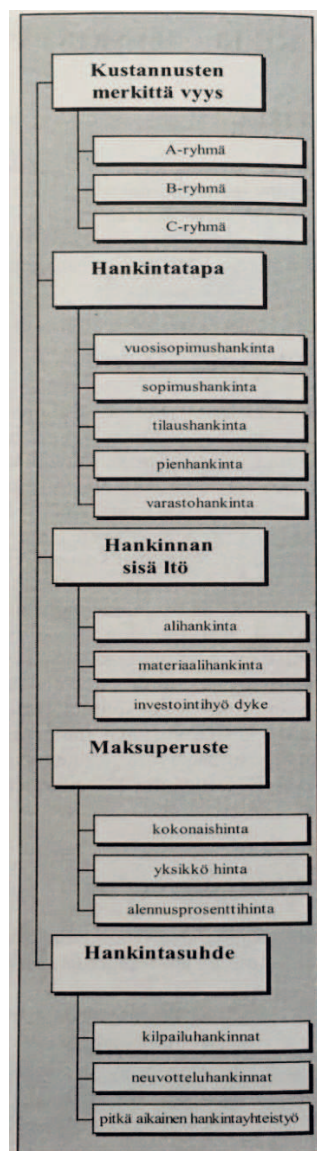 Kustannusten
merkittä vyys
A-ryhmä
B-ryhmä
C-ryhmä
Hankintatapa
vuosisopimushankinta
sopimushankinta
tilaushankinta
pienhankinta
varastohankinta
Hankinnan
sisä ltö
alihankinta
materiaalihankinta
investointihyö dyke
Maksuperuste
kokonaishinta
yksikkö hinta
alennusprosenttihinta
Hankintasuhde
kilpailuhankinnat
neuvotteluhankinnat
pitkä aikainen hankintayhteistyö